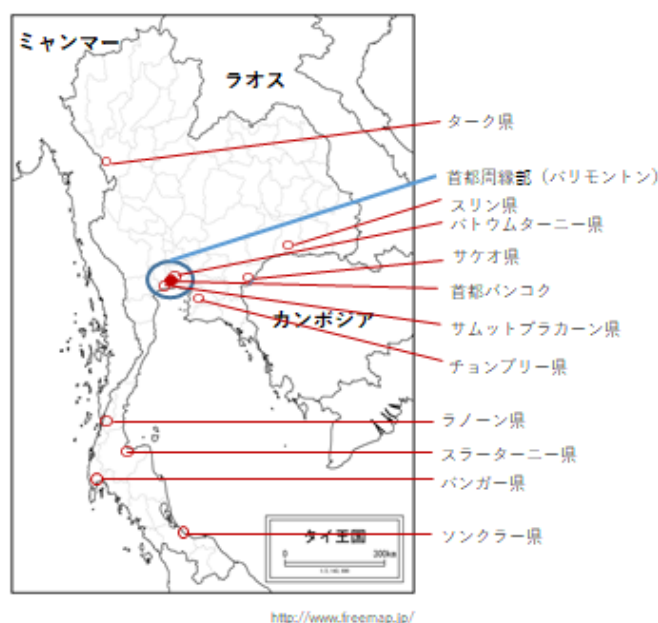 ミャンマー
ラオス
カンボジア
ターク県
首都周縁部（パリモントン）
スリン県
パトウムターニー県
サケオ県
首都バンコク
サムットプラカーン県
チョンブリー県
ラノーン県
スラーターニー県
パンガー県
ソンクラー県
タイ王国
0 300km
http://www.freemap.jp/